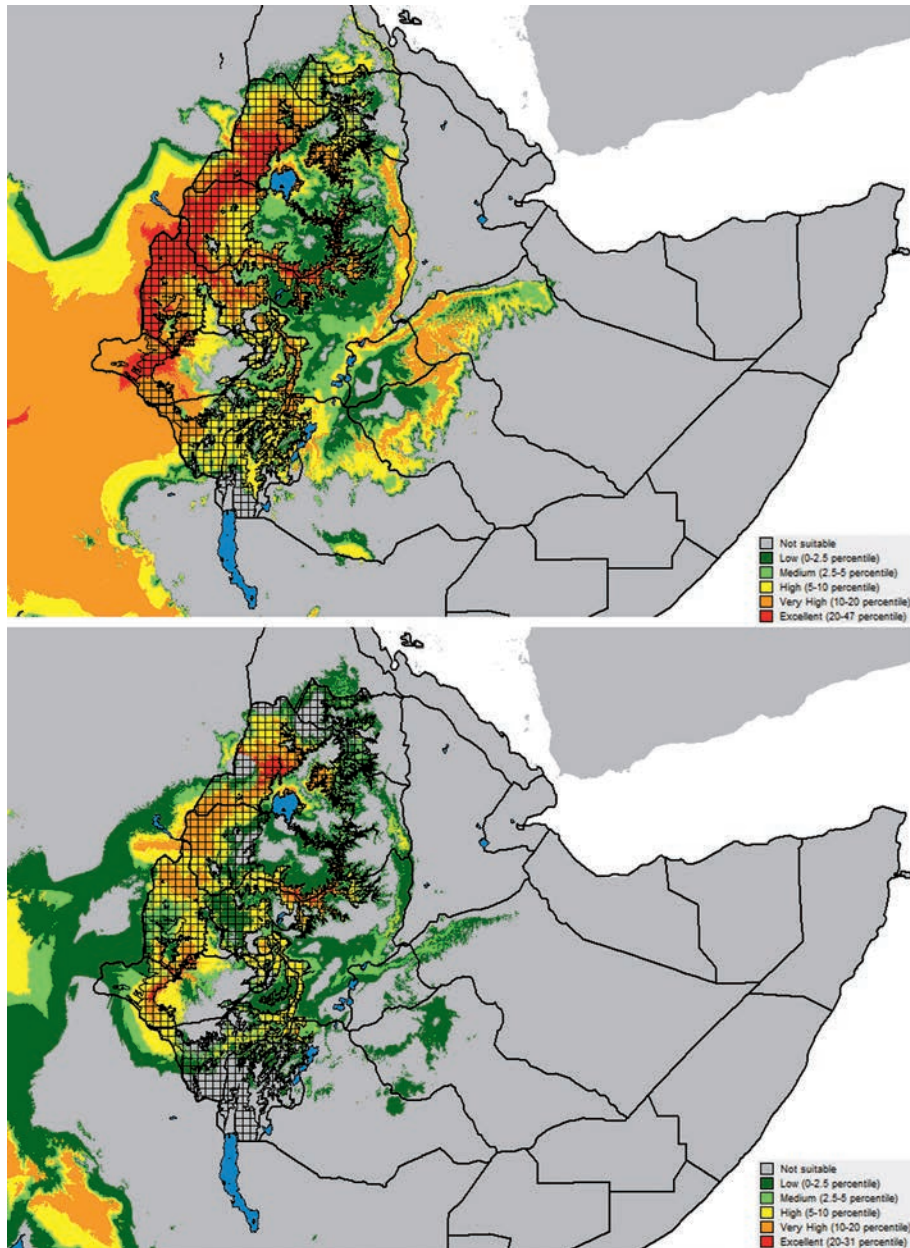 Not suitable
Low (0-2.5 percentile)
Medium (2.5-5 percentile)
High (5-10 percentile)
Very High (10-20 percentile)
Excellent (20-47 percentile)
Not suitable
Low (0-2.5 percentile)
Medium (2.5-5 percentile)
High (5-10 percentile)
Very High (10-20 percentile)
Excellent (20-31 percentile)